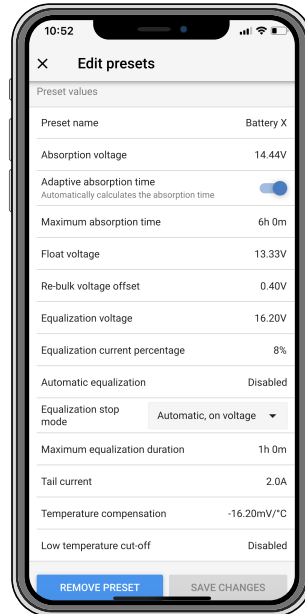 10:52
Edit presets
Preset values
Preset name Battery X
Absorption voltage 14.44V
Adaptive absorption time
Automatically calculates the absorption time
Maximum absorption time 6h 0m
Float voltage 13.33V
Re-bulk voltage offset 0.40V
Equalization voltage 16.20V
Equalization current percentage 8%
Automatic equalization Disabled
Equalization stop
mode Automatic, on voltage
Maximum equalization duration 1h 0m
Tail current 2.0A
Temperature compensation -16.20mV/°C
Low temperature cut-off Disabled
REMOVE PRESET SAVE CHANGES